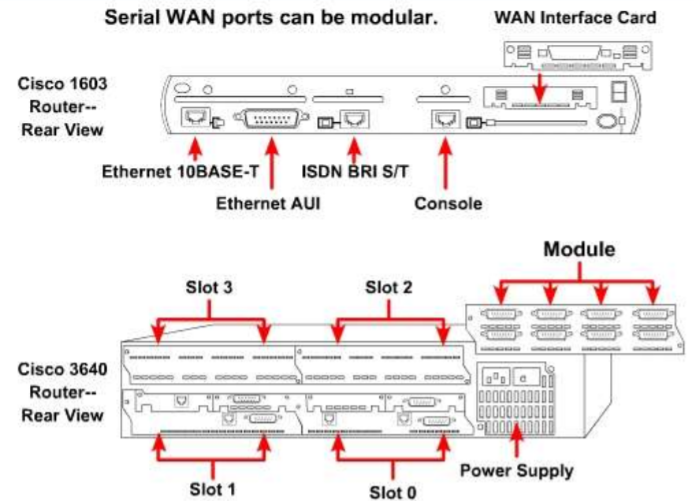 Serial WAN ports can be modular.
WAN Interface Card
Cisco 1603
Router--
Rear View
Ethernet 10BASE-T
ISDN BRI S/T
Ethernet AUI
Console
Module
Slot 3
Slot 2
Cisco 3640
Router--
Rear View
Slot 1
Slot 0
Power Supply